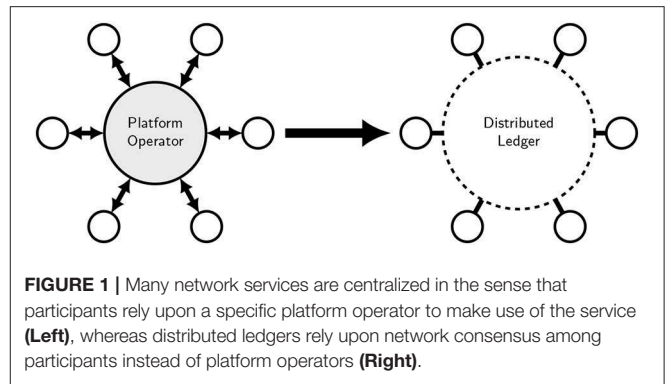 Platform
Operator
Distributed
Ledger
FIGURE 1 | Many network services are centralized in the sense that
participants rely upon a specific platform operator to make use of the service
(Left), whereas distributed ledgers rely upon network consensus among
participants instead of platform operators (Right).